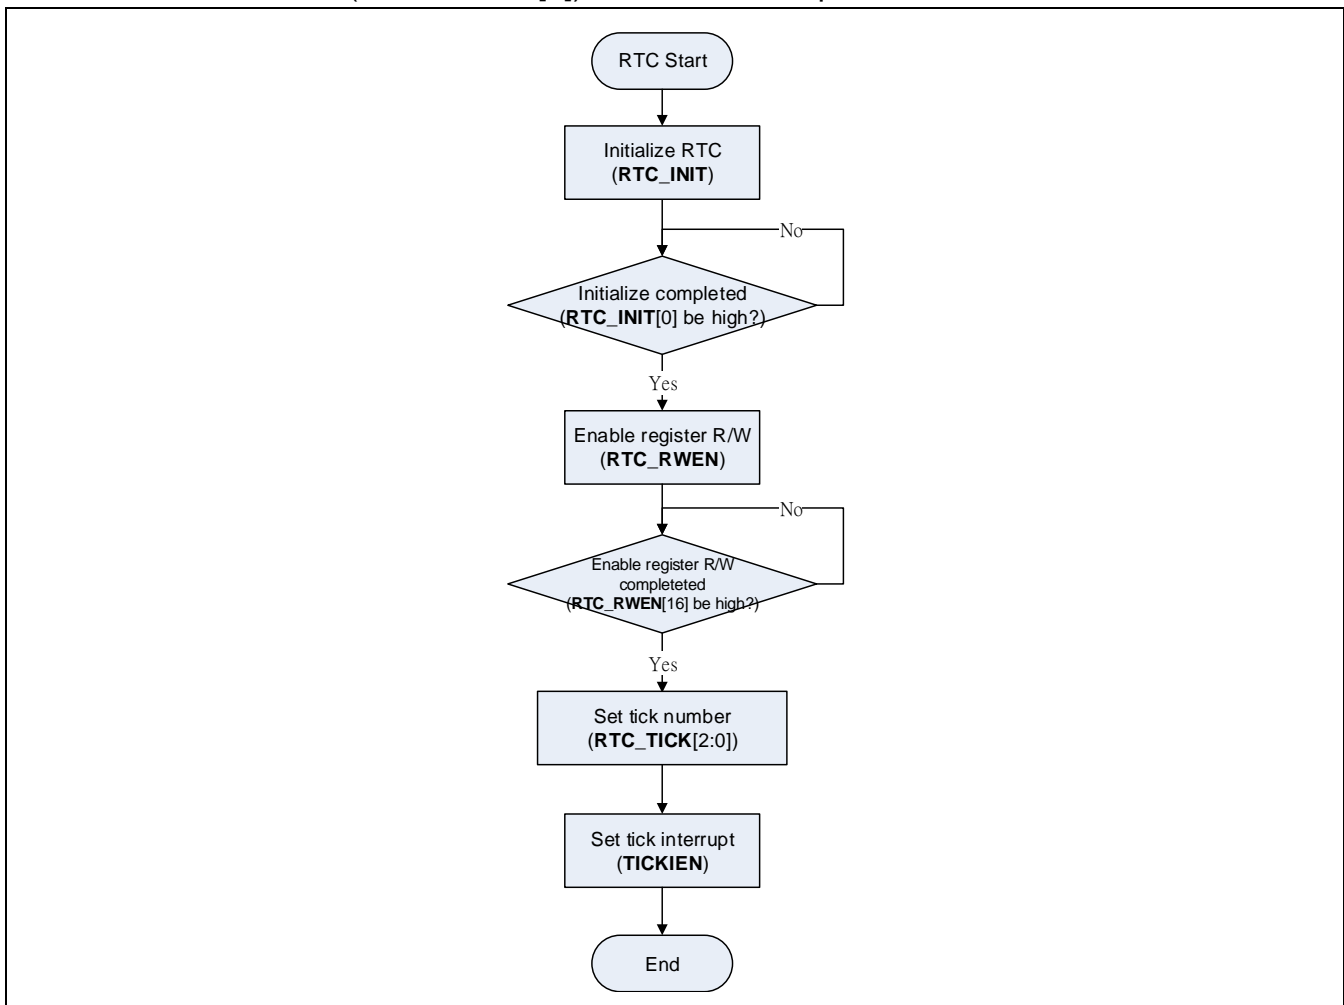 RTC Start
Initialize RTC
(RTC_INIT)
No
Initialize completed
(RTC_INIT[0] be high?)
Yes
Enable register R/W
(RTC_RWEN)
No
Enable register R/W
completeted
(RTC_RWEN[16] be high?)
Yes
Set tick number
(RTC_TICK[2:0])
Set tick interrupt
(TICKIEN)
End